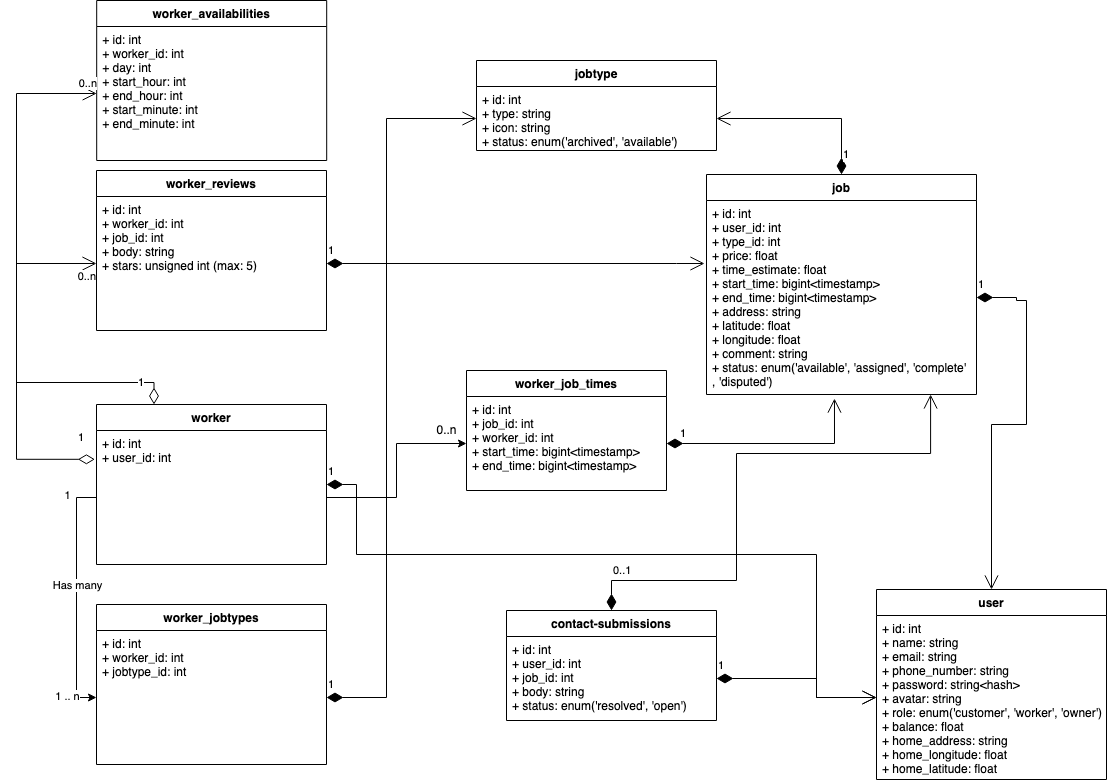 worker_availabilities
+ id: int
+ worker_id: int
+ day: int
+ start_hour: int
+ end_hour: int
+ start_minute: int
+ end_minute: int
0..n
worker_reviews
+ id: int
+ worker_id: int
+ job_id: int
+ body: string
+ stars: unsigned int (max: 5)
0..n
1
jobtype
+ id: int
+ type: string
+ icon: string
+ status: enum('archived', 'available')
1
job
+ id: int
+ user_id: int
+ type_id: int
+ price: float
+ time_estimate: float
+ start_time: bigint<timestamp>
+ end_time: bigint<timestamp>
+ address: string
+ latitude: float
+ longitude: float
+ comment: string
+ status: enum('available', 'assigned', 'complete'
, 'disputed')
1
1
worker
+ id: int
+ user_id: int
1
1
1
Has many
1 .. n
worker_job_times
+ id: int
+ job_id: int
+ worker_id: int
+ start_time: bigint<timestamp>
+ end_time: bigint<timestamp>
0..n
1
worker_jobtypes
+ id: int
+ worker_id: int
+ jobtype_id: int
1
0..1
contact-submissions
+ id: int
+ user_id: int
+ job_id: int
+ body: string
+ status: enum('resolved', 'open')
1
user
+ id: int
+ name: string
+ email: string
+ phone_number: string
+ password: string<hash>
+ avatar: string
+ role: enum('customer', 'worker', 'owner')
+ balance: float
+ home_address: string
+ home_longitude: float
+ home_latitude: float